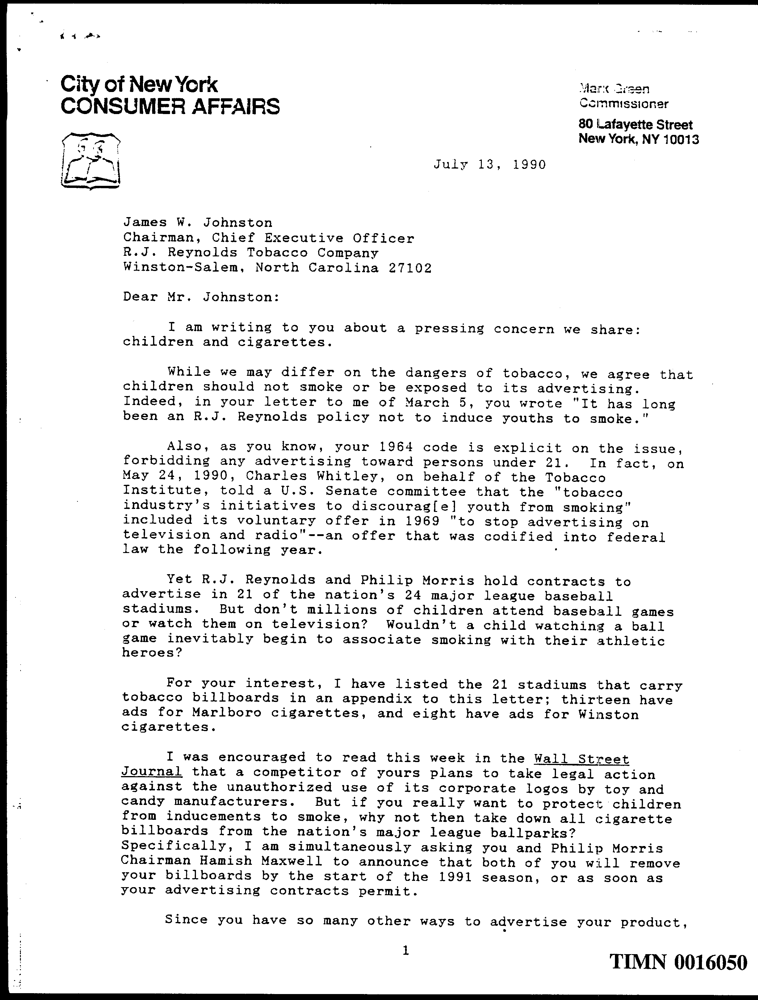 City of New York
CONSUMER AFFAIRS
Mark Green
Commissioner
80 Lafayette Street
New York, NY 10013
July 13, 1990
James W. Johnston
Chairman, Chief Executive Officer
R.J. Reynolds Tobacco Company
Winston-Salem, North Carolina 27102
Dear Mr. Johnston:
I am writing to you about a pressing concern we share:
children and cigarettes.
While we may differ on the dangers of tobacco, we agree that
children should not smoke or be exposed to its advertising.
Indeed, in your letter to me of March 5, you wrote "It has long
been an R.J. Reynolds policy not to induce youths to smoke."
Also, as you know, your 1964 code is explicit on the issue,
forbidding any advertising toward persons under 21. In fact, on
May 24, 1990, Charles Whitley, on behalf of the Tobacco
Institute, told a U.S. Senate committee that the "tobacco
industry's initiatives to discourag[e] youth from smoking"
included its voluntary offer in 1969 "to stop advertising on
television and radio"--an offer that was codified into federal
law the following year.
Yet R.J. Reynolds and Philip Morris hold contracts to
advertise in 21 of the nation's 24 major league baseball
stadiums. But don't millions of children attend baseball games
or watch them on television? Wouldn't a child watching a ball
game inevitably begin to associate smoking with their athletic
heroes?
For your interest, I have listed the 21 stadiums that carry
tobacco billboards in an appendix to this letter; thirteen have
ads for Marlboro cigarettes, and eight have ads for Winston
cigarettes.
I was encouraged to read this week in the Wall Street
Journal that a competitor of yours plans to take legal action
against the unauthorized use of its corporate logos by toy and
candy manufacturers. But if you really want to protect children
from inducements to smoke, why not then take down all cigarette
billboards from the nation's major league ballparks?
Specifically, I am simultaneously asking you and Philip Morris
Chairman Hamish Maxwell to announce that both of you will remove
your billboards by the start of the 1991 season, or as soon as
your advertising contracts permit.
Since you have so many other ways to advertise your product,
1
TIMN 0016050